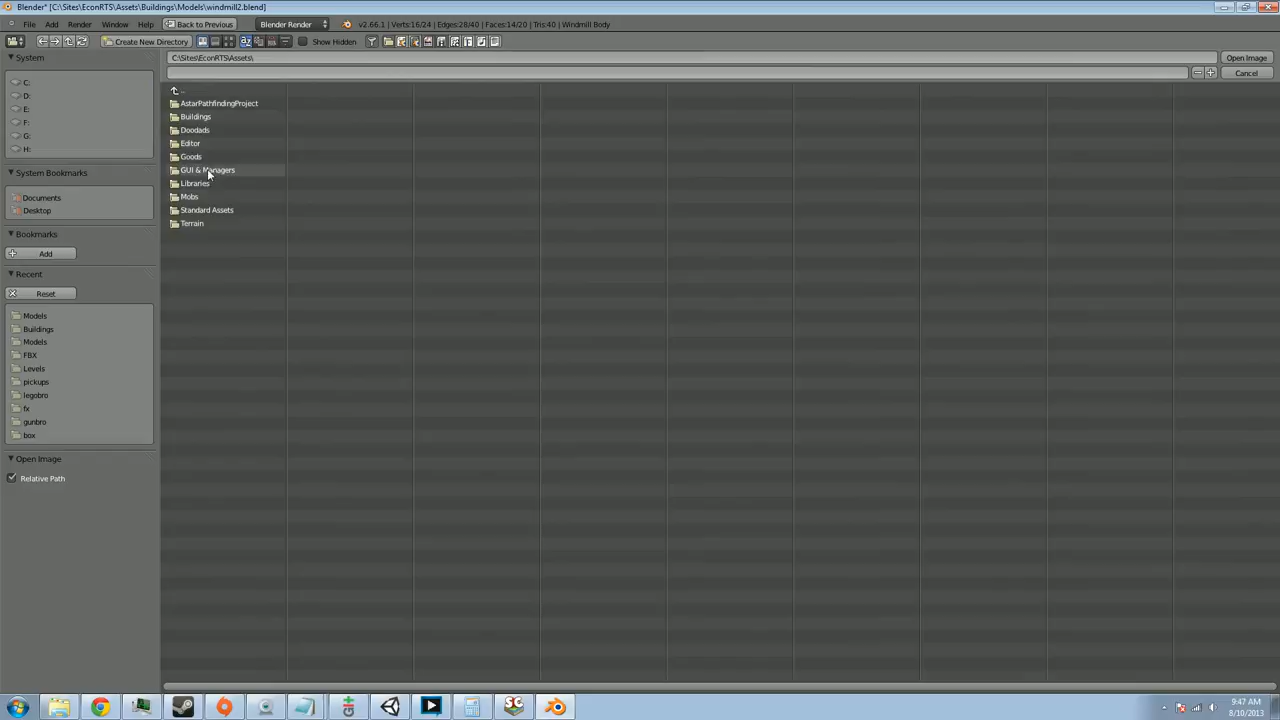 Blender* [C:\Sites\EconRTS\Assets\Buildings\Models\windmill2.blend]
File Add Render Window Help Back to Previous Blender Render v2.66.1 | Verts:16/24 | Edges:28/40 | Faces:14/20 | Tris:40 | Windmill Body
Create New Directory Show Hidden
System
C:\Sites\EconRTS\Assets\ Open Image
Cancel
C:
D:
E:
F:
G:
H:
..
AstarPathfindingProject
Buildings
Doodads
Editor
Goods
GUI & Managers
Libraries
Mobs
Standard Assets
Terrain
System Bookmarks
Documents
Desktop
Bookmarks
Add
Recent
Reset
Models
Buildings
Models
FBX
Levels
pickups
legobro
fx
gunbro
box
Open Image
Relative Path
9:47 AM
8/10/2013